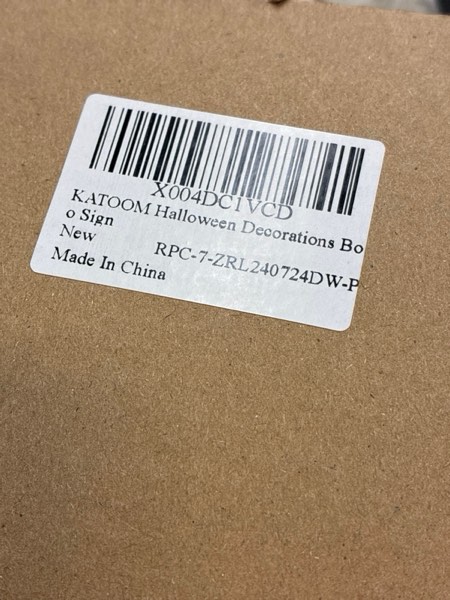 X004DC1VCD
KATOOM Halloween Decorations Bo
o Sign
New
RPC-7-ZRL240724DW-P
Made In China